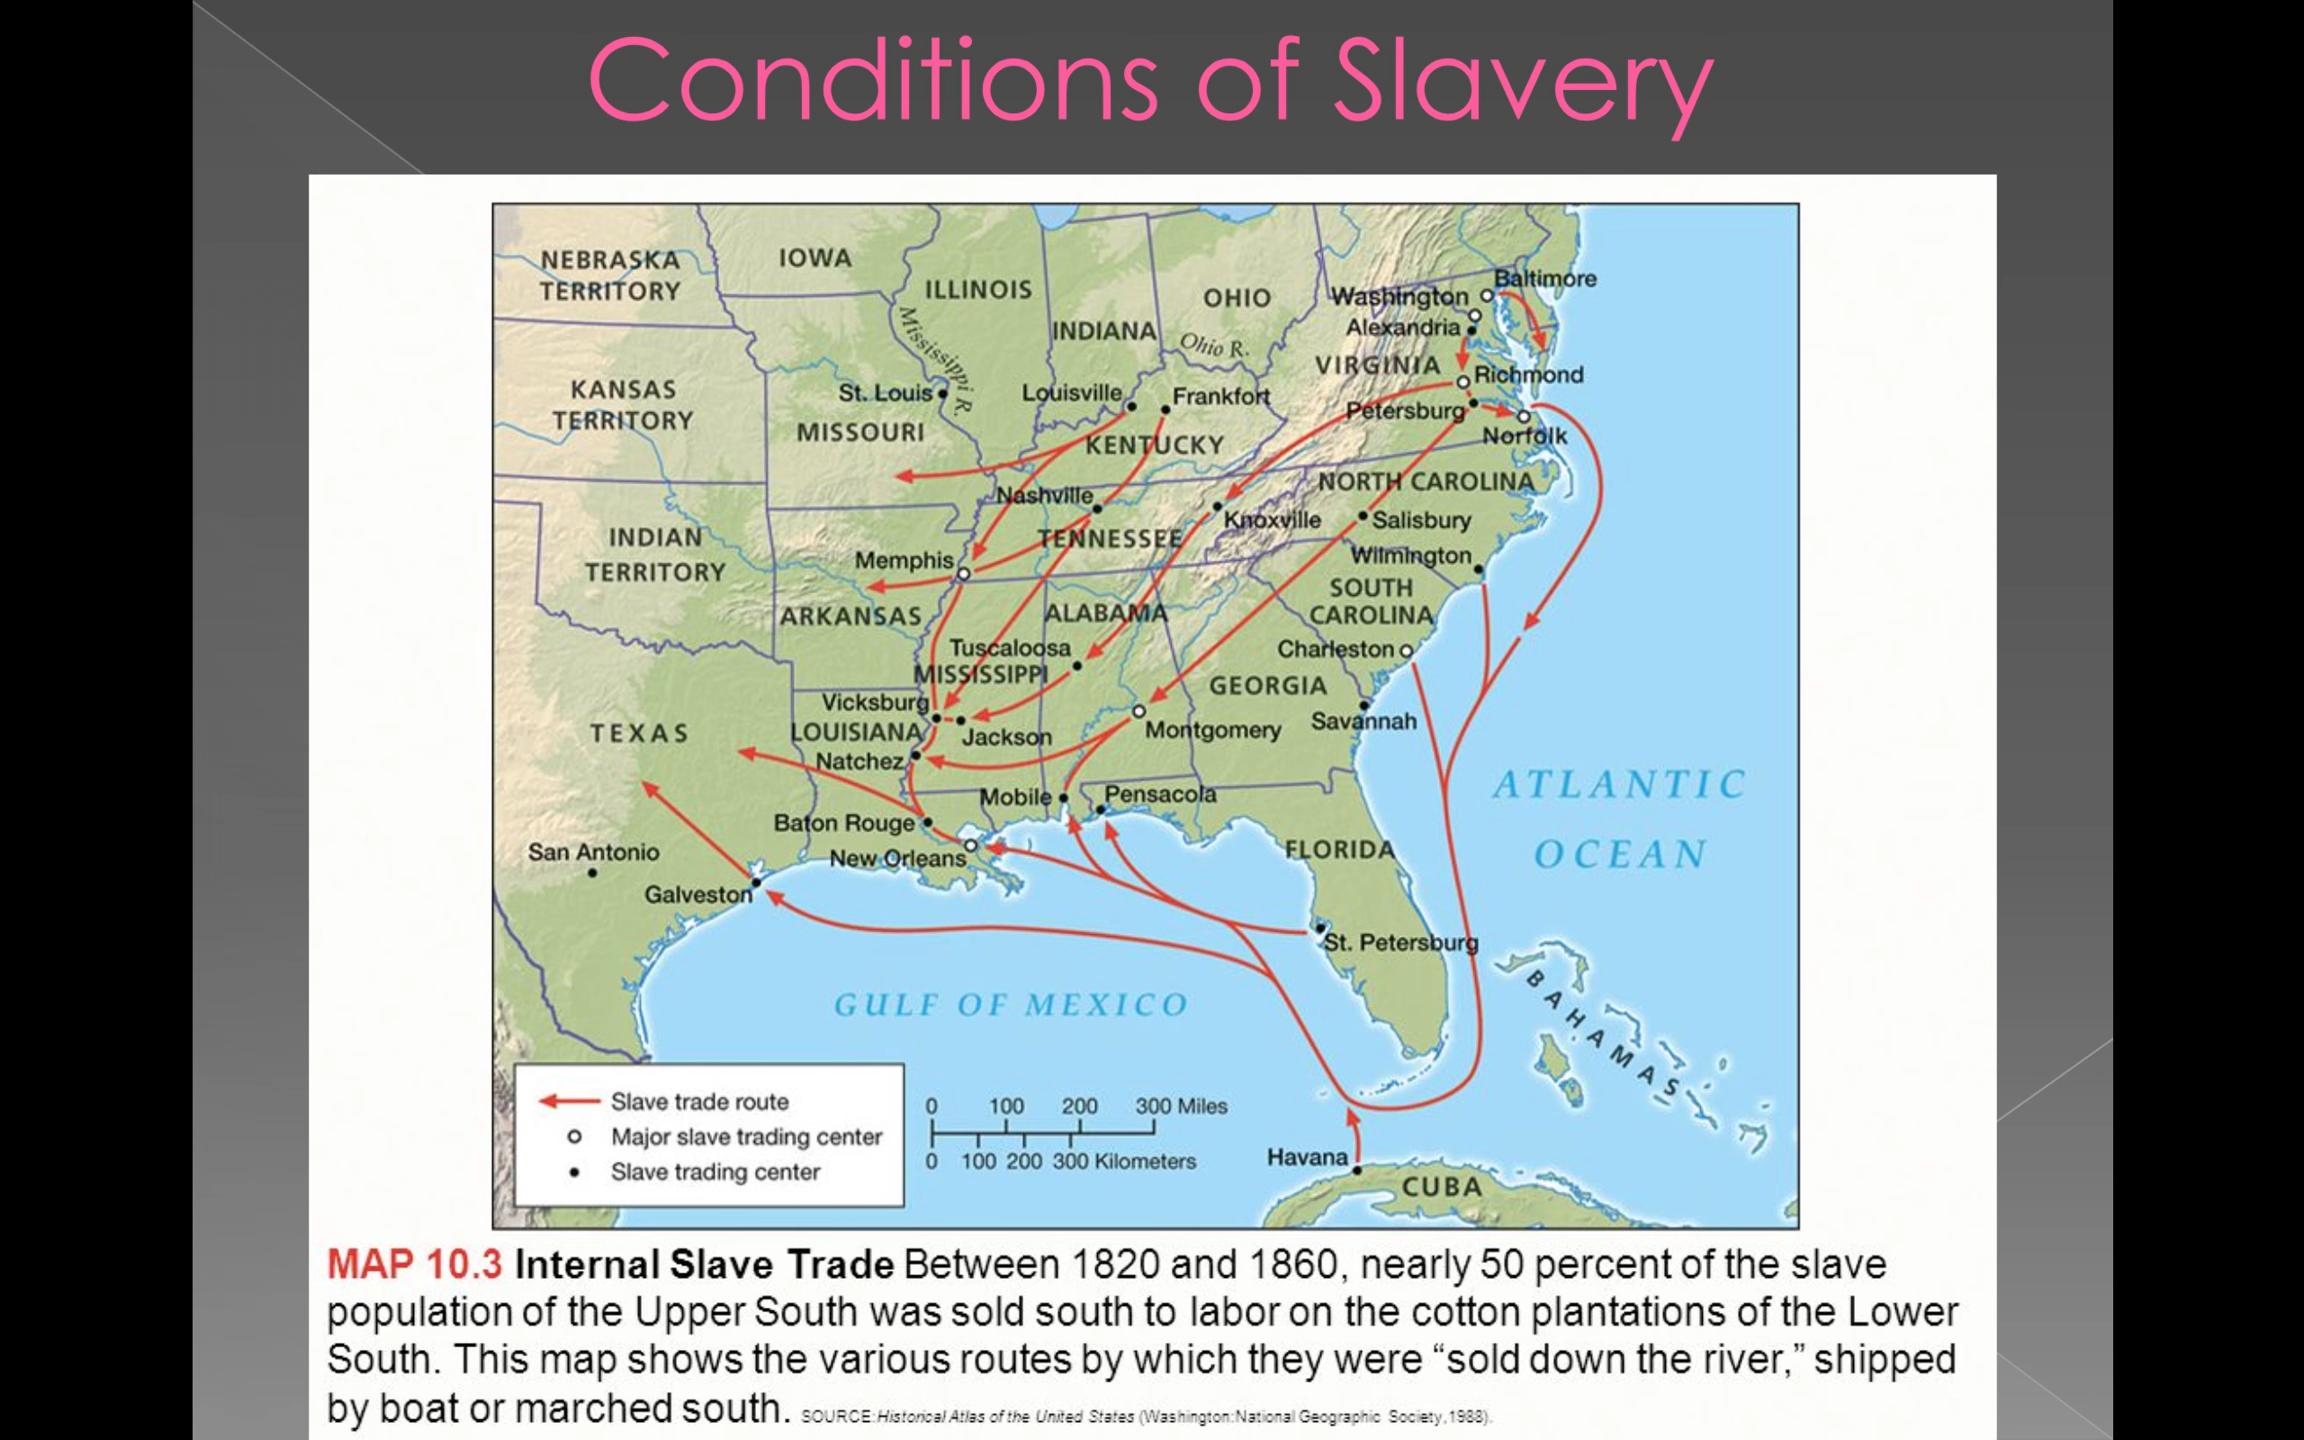 Conditions of Slavery
NEBRASKA
TERRITORY
IOWA
ILLINOIS
INDIANA
OHIO
Ohio R.
Mississippi R.
Baltimore
Washington
Alexandria
VIRGINIA
Richmond
Petersburg
Norfolk
KANSAS
TERRITORY
St. Louis
MISSOURI
Louisville
Frankfort
KENTUCKY
Nashville
TENNESSEE
Knoxville
NORTH CAROLINA
Salisbury
Wilmington
INDIAN
TERRITORY
Memphis
ARKANSAS
ALABAMA
SOUTH
CAROLINA
Charleston
Tuscaloosa
MISSISSIPPI
GEORGIA
Vicksburg
Jackson
Montgomery
Savannah
TEXAS
LOUISIANA
Natchez
Mobile
Pensacola
Baton Rouge
New Orleans
San Antonio
Galveston
FLORIDA
St. Petersburg
ATLANTIC
OCEAN
GULF OF MEXICO
BAHAMAS
Havana
CUBA
Slave trade route
Major slave trading center
Slave trading center
0 100 200 300 Miles
0 100 200 300 Kilometers
MAP 10.3 Internal Slave Trade Between 1820 and 1860, nearly 50 percent of the slave
population of the Upper South was sold south to labor on the cotton plantations of the Lower
South. This map shows the various routes by which they were “sold down the river,” shipped
by boat or marched south. SOURCE:Historical Atlas of the United States (Washington:National Geographic Society,1988).